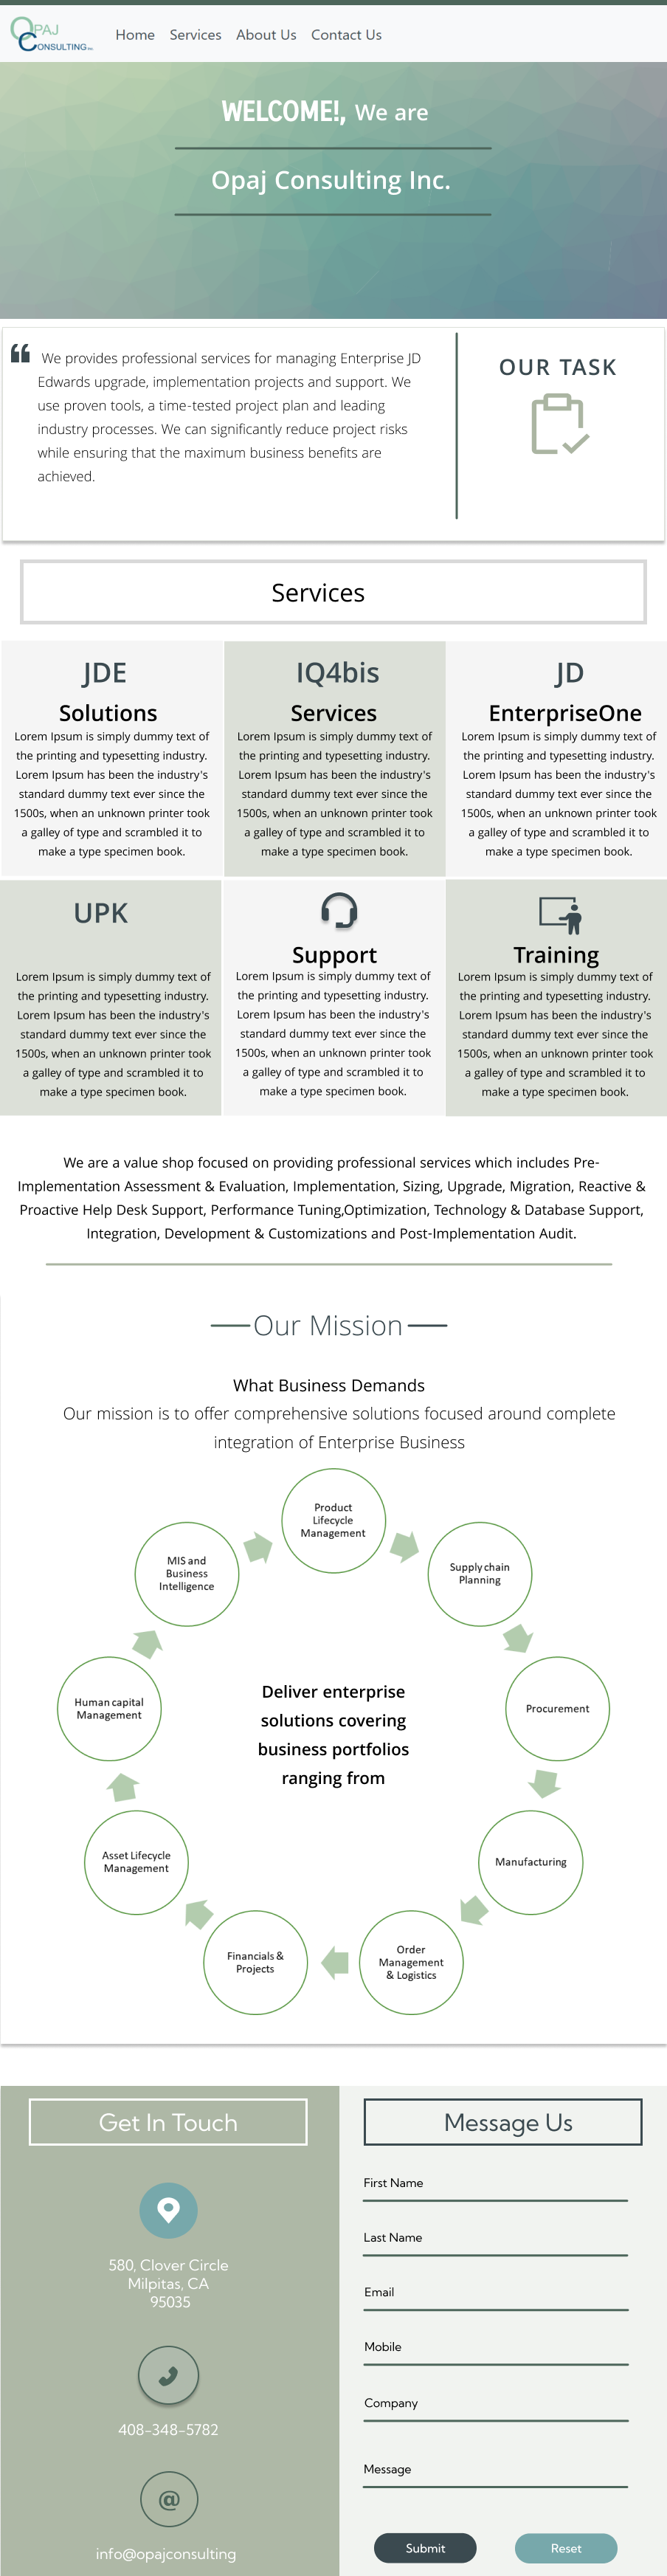 OPAJ
CONSULTING Inc.
Home Services About Us Contact Us
WELCOME!, We are
Opaj Consulting Inc.
We provides professional services for managing Enterprise JD
Edwards upgrade, implementation projects and support. We
use proven tools, a time-tested project plan and leading
industry processes. We can significantly reduce project risks
while ensuring that the maximum business benefits are
achieved.
OUR TASK
Services
JDE
Solutions
Lorem Ipsum is simply dummy text of
the printing and typesetting industry.
Lorem Ipsum has been the industry's
standard dummy text ever since the
1500s, when an unknown printer took
a galley of type and scrambled it to
make a type specimen book.
IQ4bis
Services
Lorem Ipsum is simply dummy text of
the printing and typesetting industry.
Lorem Ipsum has been the industry's
standard dummy text ever since the
1500s, when an unknown printer took
a galley of type and scrambled it to
make a type specimen book.
JD
EnterpriseOne
Lorem Ipsum is simply dummy text of
the printing and typesetting industry.
Lorem Ipsum has been the industry's
standard dummy text ever since the
1500s, when an unknown printer took
a galley of type and scrambled it to
make a type specimen book.
UPK
Lorem Ipsum is simply dummy text of
the printing and typesetting industry.
Lorem Ipsum has been the industry's
standard dummy text ever since the
1500s, when an unknown printer took
a galley of type and scrambled it to
make a type specimen book.
Support
Lorem Ipsum is simply dummy text of
the printing and typesetting industry.
Lorem Ipsum has been the industry's
standard dummy text ever since the
1500s, when an unknown printer took
a galley of type and scrambled it to
make a type specimen book.
Training
Lorem Ipsum is simply dummy text of
the printing and typesetting industry.
Lorem Ipsum has been the industry's
standard dummy text ever since the
1500s, when an unknown printer took
a galley of type and scrambled it to
make a type specimen book.
We are a value shop focused on providing professional services which includes Pre-
Implementation Assessment & Evaluation, Implementation, Sizing, Upgrade, Migration, Reactive &
Proactive Help Desk Support, Performance Tuning,Optimization, Technology & Database Support,
Integration, Development & Customizations and Post-Implementation Audit.
Our Mission
What Business Demands
Our mission is to offer comprehensive solutions focused around complete
integration of Enterprise Business
Product
Lifecycle
Management
Supply chain
Planning
Procurement
Manufacturing
Order
Management
& Logistics
Financials &
Projects
Asset Lifecycle
Management
Human capital
Management
MIS and
Business
Intelligence
Deliver enterprise
solutions covering
business portfolios
ranging from
Get In Touch
580, Clover Circle
Milpitas, CA
95035
408-348-5782
@
info@opajconsulting
Message Us
First Name
Last Name
Email
Mobile
Company
Message
Submit Reset